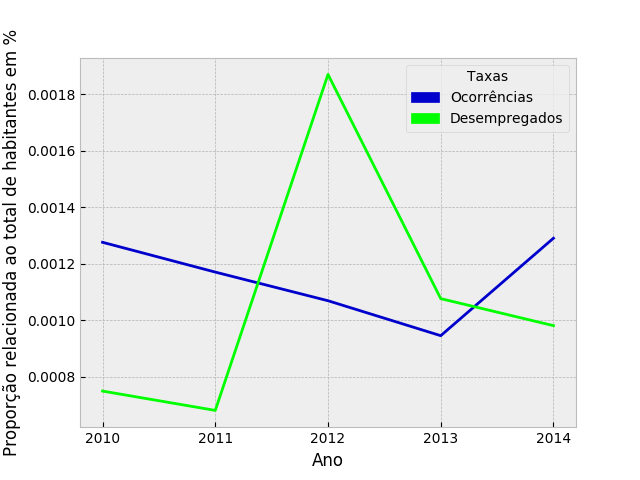 Proporção relacionada ao total de habitantes em %
0.0018
0.0016
0.0014
0.0012
0.0010
0.0008
Taxas
Ocorrências
Desempregados
2010 2011 2012 2013 2014
Ano